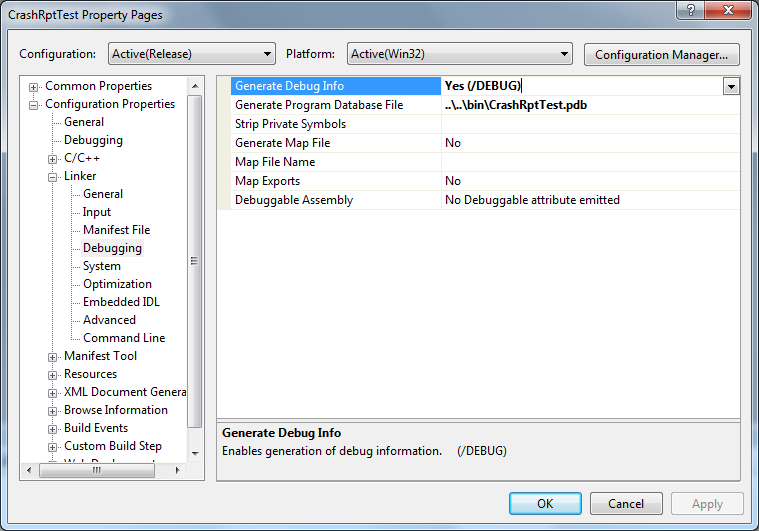 CrashRptTest Property Pages
Configuration: Active(Release) Platform: Active(Win32) Configuration Manager...
Common Properties
Configuration Properties
General
Debugging
C/C++
Linker
General
Input
Manifest File
Debugging
System
Optimization
Embedded IDL
Advanced
Command Line
Manifest Tool
Resources
XML Document Genera
Browse Information
Build Events
Custom Build Step
Generate Debug Info Yes (/DEBUG)
Generate Program Database File ..\..\bin\CrashRptTest.pdb
Strip Private Symbols
Generate Map File No
Map File Name
Map Exports No
Debuggable Assembly No Debuggable attribute emitted
Generate Debug Info
Enables generation of debug information. (/DEBUG)
OK Cancel Apply